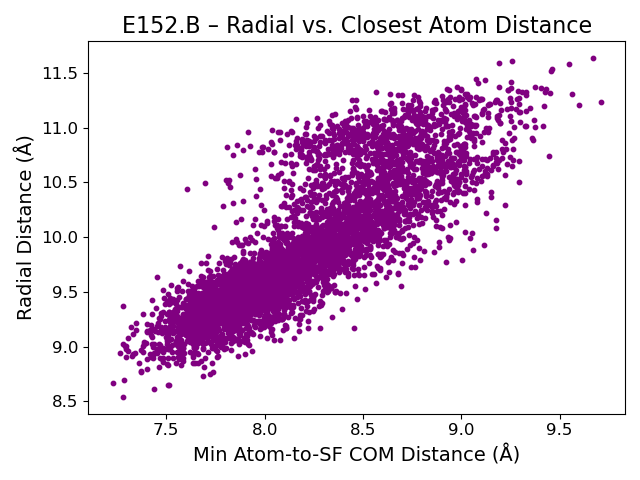 E152.B – Radial vs. Closest Atom Distance
11.5
11.0
10.5
10.0
9.5
9.0
8.5
Radial Distance (Å)
7.5 8.0 8.5 9.0 9.5
Min Atom-to-SF COM Distance (Å)